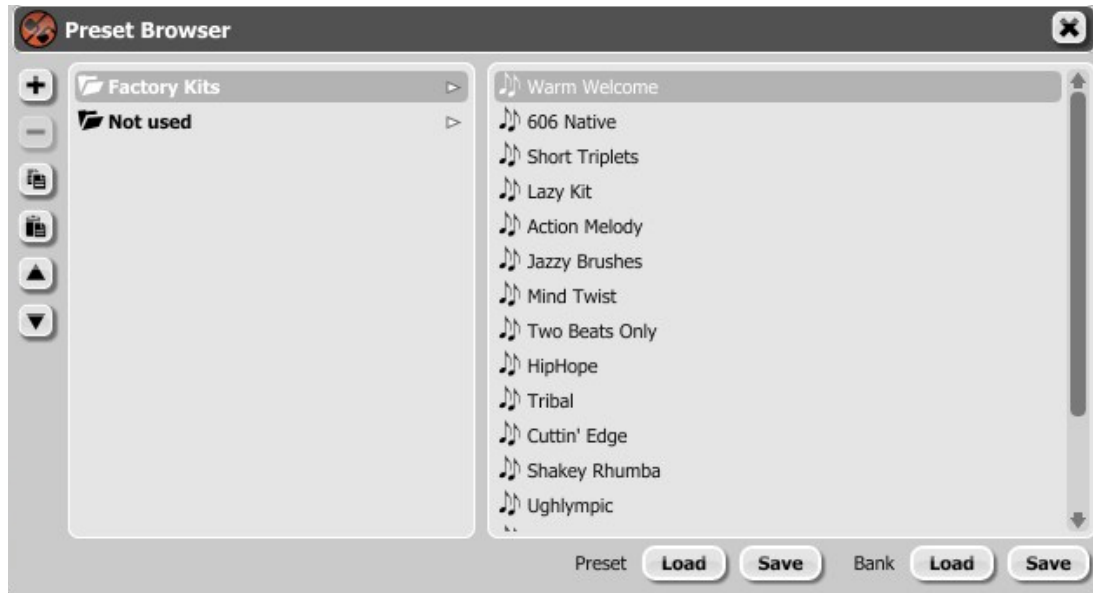 Preset Browser
Factory Kits
Not used
Warm Welcome
606 Native
Short Triplets
Lazy Kit
Action Melody
Jazzy Brushes
Mind Twist
Two Beats Only
HipHope
Tribal
Cuttin' Edge
Shakey Rhumba
Ughlympic
Preset Load Save Bank Load Save